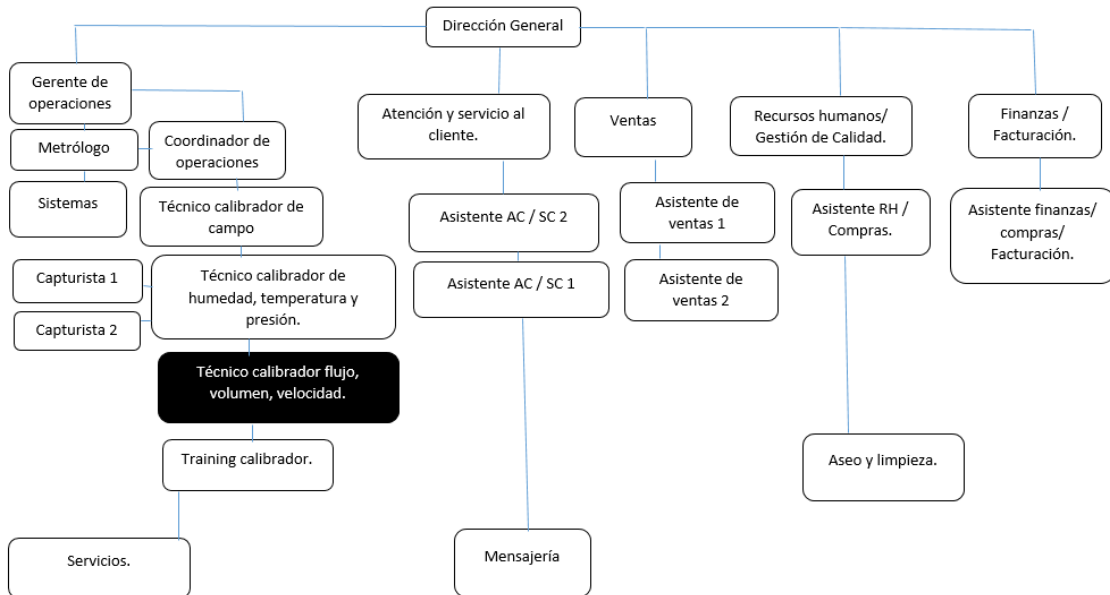 Dirección General
Gerente de
operaciones
Metrólogo
Sistemas
Coordinador de
operaciones
Técnico calibrador de
campo
Capturista 1
Capturista 2
Técnico calibrador de
humedad, temperatura y
presión.
Técnico calibrador flujo,
volumen, velocidad.
Training calibrador.
Servicios.
Atención y servicio al
cliente.
Asistente AC / SC 2
Asistente AC / SC 1
Mensajería
Ventas
Asistente de
ventas 1
Asistente de
ventas 2
Recursos humanos/
Gestión de Calidad.
Asistente RH /
Compras.
Aseo y limpieza.
Finanzas /
Facturación.
Asistente finanzas/
compras/
Facturación.